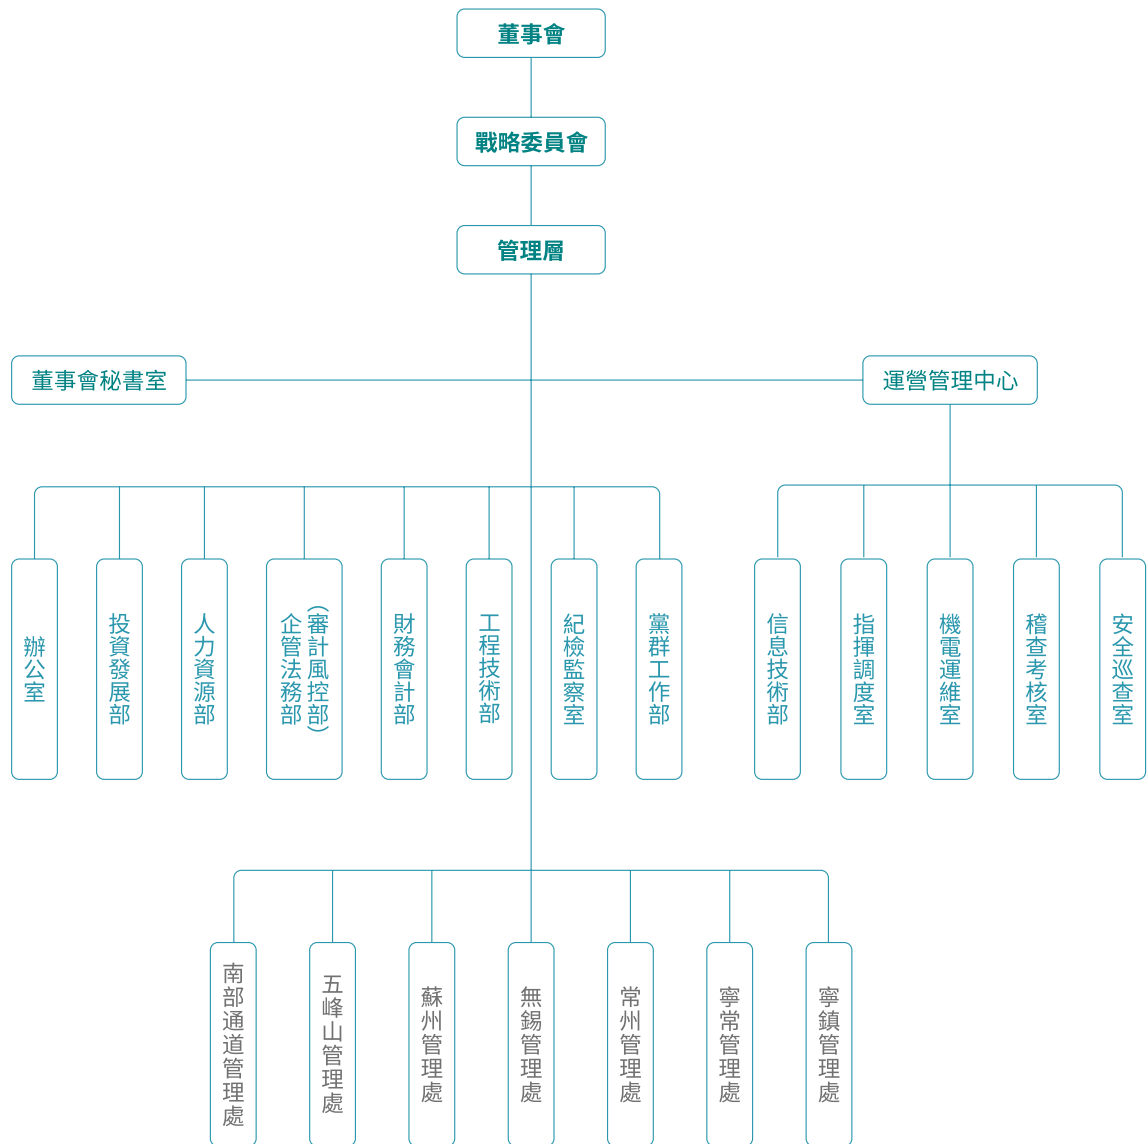 董事會
戰略委員會
管理層
董事會秘書室
運營管理中心
辦公室
投資發展部
人力資源部
企管法務部
（審計風控部）
財務會計部
工程技術部
紀檢監察室
黨群工作部
信息技術部
指揮調度室
機電運維室
稽查考核室
安全巡查室
南部通道管理處
五峰山管理處
蘇州管理處
無錫管理處
常州管理處
寧常管理處
寧鎮管理處